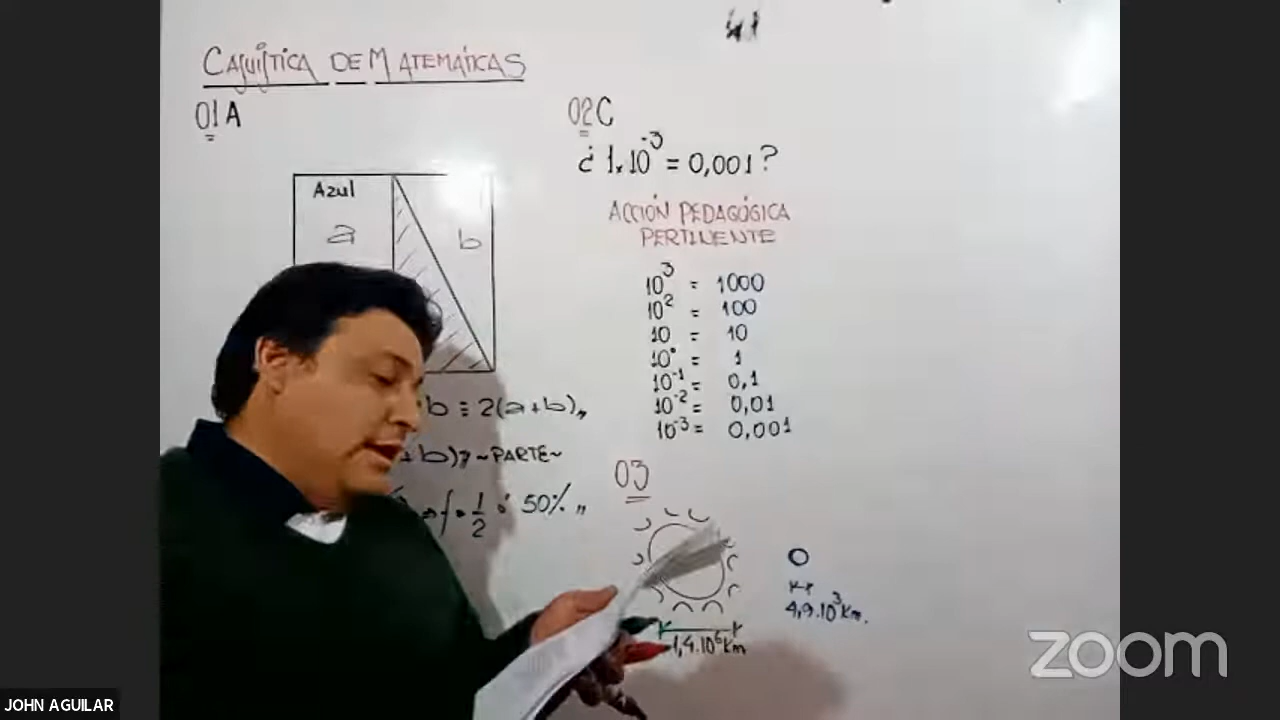 CASUÍSTICA DE MATEMÁTICAS
01 A
Azul
a
b
b = 2(a+b)„
+ b) ~PARTE~
1/2 ó 50% „
02 C
¿ 1.10⁻³ = 0,001?
ACCIÓN PEDAGÓGICA
PERTINENTE
10³ = 1000
10² = 100
10 = 10
10⁰ = 1
10⁻¹ = 0,1
10⁻² = 0,01
10⁻³ = 0,001
03
1,4.10⁶ Km
4,9.10³ Km.
zoom
JOHN AGUILAR